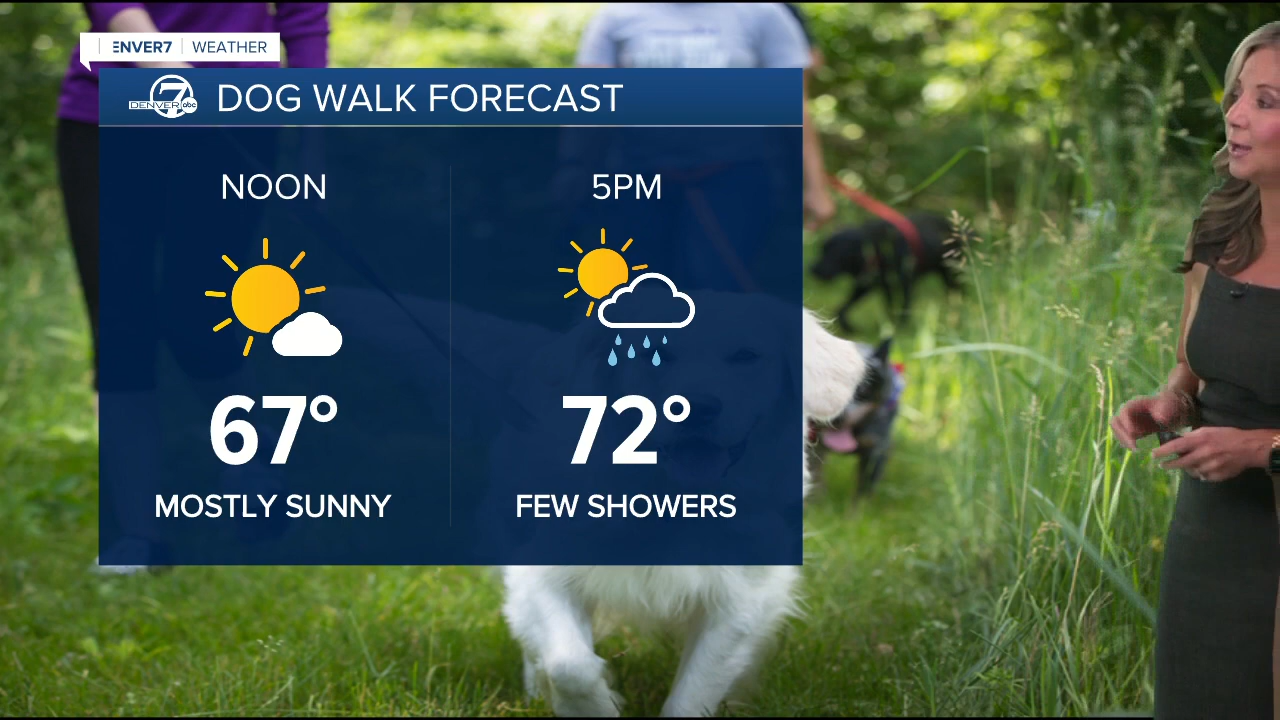 ENVER7 | WEATHER
7
DENVER abc
DOG WALK FORECAST
NOON
5PM
67°
72°
MOSTLY SUNNY
FEW SHOWERS